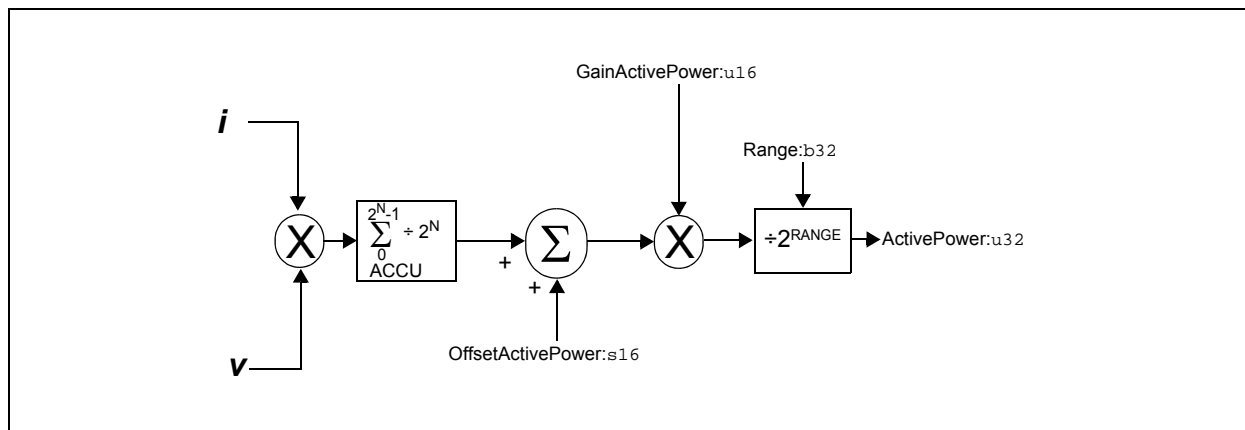 GainActivePower:u16
i
Range:b32
X
2^N-1
∑ ÷ 2^N
0
ACCU
+
Σ
X
÷2^RANGE
ActivePower:u32
+
OffsetActivePower:s16
v